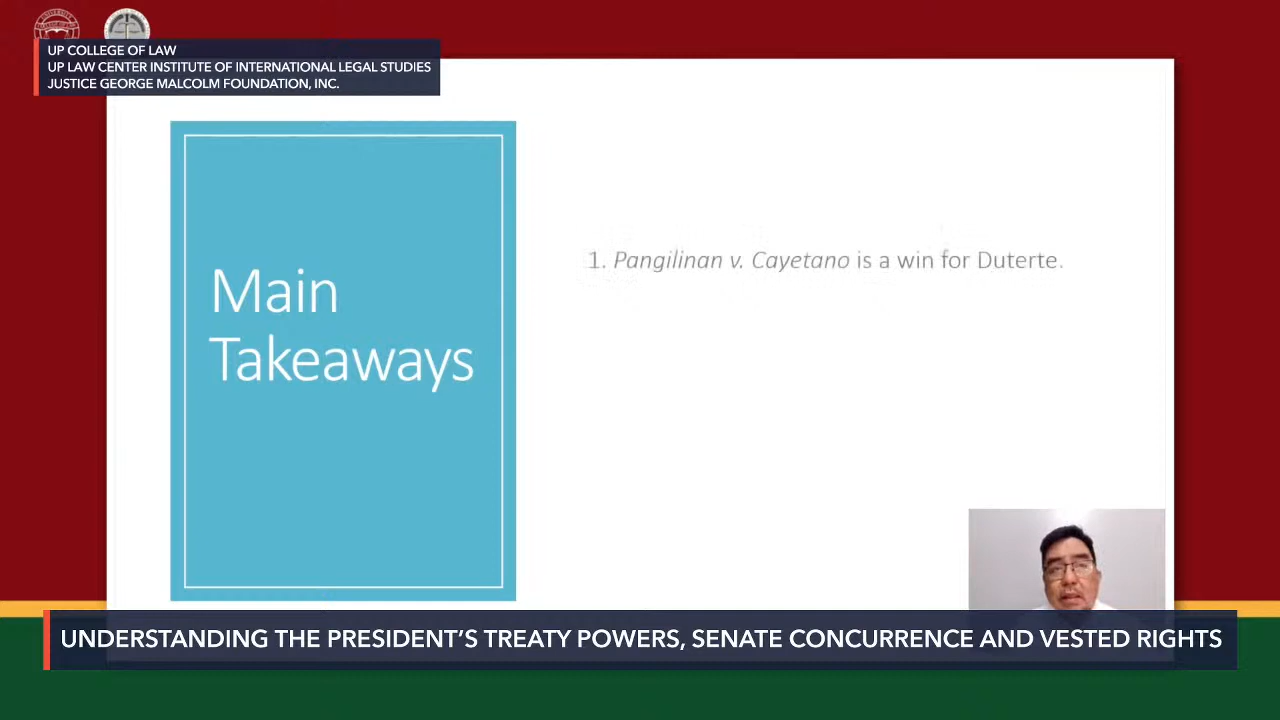 UP COLLEGE OF LAW
UP LAW CENTER INSTITUTE OF INTERNATIONAL LEGAL STUDIES
JUSTICE GEORGE MALCOLM FOUNDATION, INC.
Main
Takeaways
1. Pangilinan v. Cayetano is a win for Duterte.
UNDERSTANDING THE PRESIDENT'S TREATY POWERS, SENATE CONCURRENCE AND VESTED RIGHTS